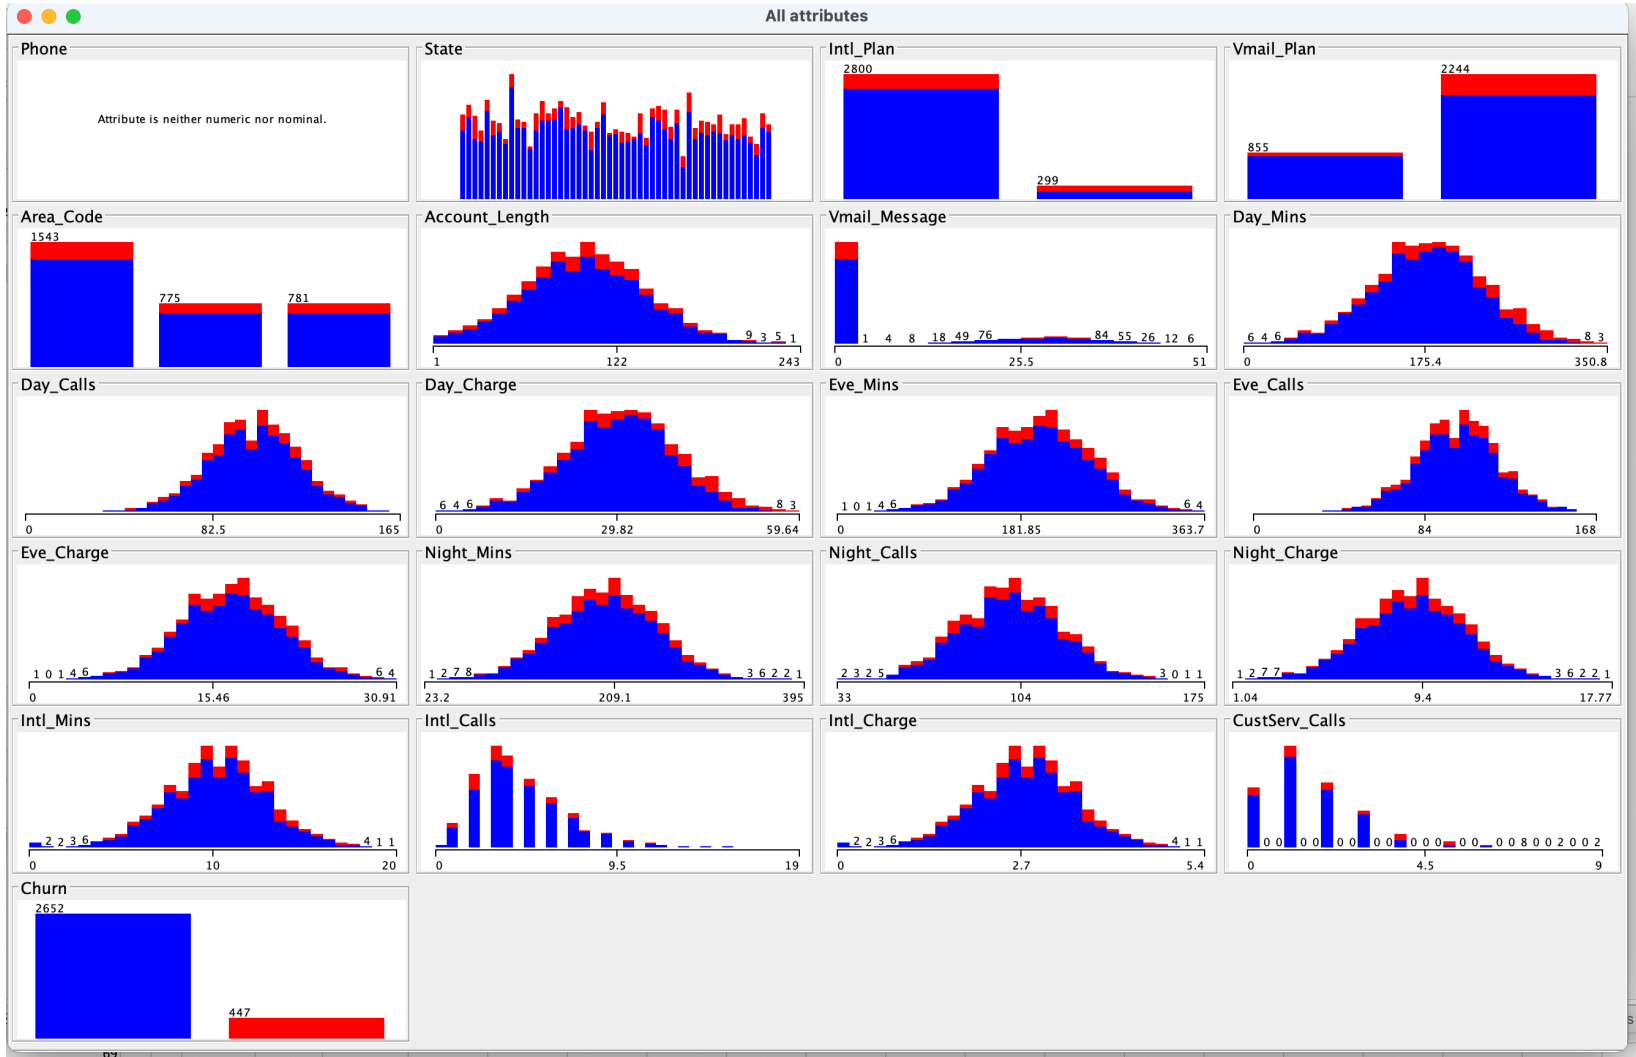 All attributes
Phone
Attribute is neither numeric nor nominal.
State
Intl_Plan
2800
299
Vmail_Plan
855
2244
Area_Code
1543
775
781
Account_Length
9 3 5 1
1 122 243
Vmail_Message
1 4 8 18 49 76 84 55 26 12 6
0 25.5 51
Day_Mins
6 4 6 8 3
0 175.4 350.8
Day_Calls
0 82.5 165
Day_Charge
6 4 6 8 3
0 29.82 59.64
Eve_Mins
1 0 1 4 6 6 4
0 181.85 363.7
Eve_Calls
0 84 168
Eve_Charge
1 0 1 4 6 6 4
0 15.46 30.91
Night_Mins
1 2 7 8 3 6 2 2 1
23.2 209.1 395
Night_Calls
2 3 2 5 3 0 1 1
33 104 175
Night_Charge
1 2 7 7 3 6 2 2 1
1.04 9.4 17.77
Intl_Mins
2 2 3 6 4 1 1
0 10 20
Intl_Calls
0 9.5 19
Intl_Charge
2 2 3 6 4 1 1
0 2.7 5.4
CustServ_Calls
0 0 0 0 0 0 0 0 0 0 0 0 0 0 8 0 0 2 0 0 2
0 4.5 9
Churn
2652
447
69